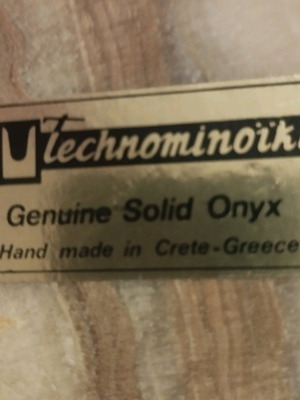 Technominoïk
Genuine Solid Onyx
Hand made in Crete-Greece